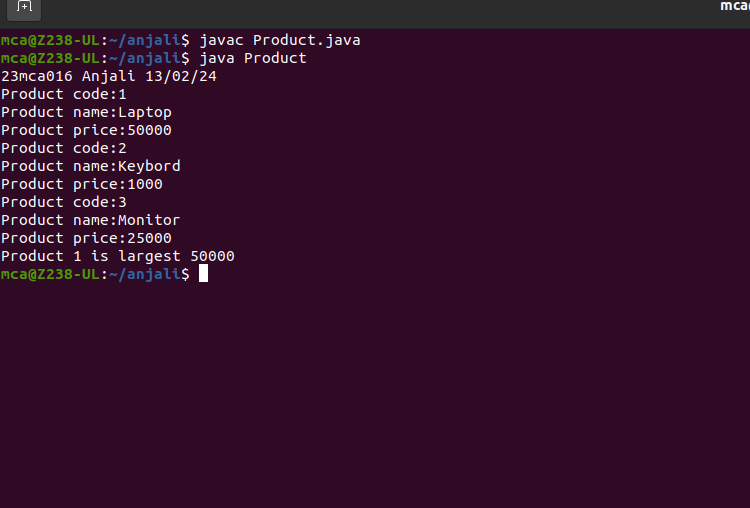 mca
mca@Z238-UL:~/anjali$ javac Product.java
mca@Z238-UL:~/anjali$ java Product
23mca016 Anjali 13/02/24
Product code:1
Product name:Laptop
Product price:50000
Product code:2
Product name:Keybord
Product price:1000
Product code:3
Product name:Monitor
Product price:25000
Product 1 is largest 50000
mca@Z238-UL:~/anjali$